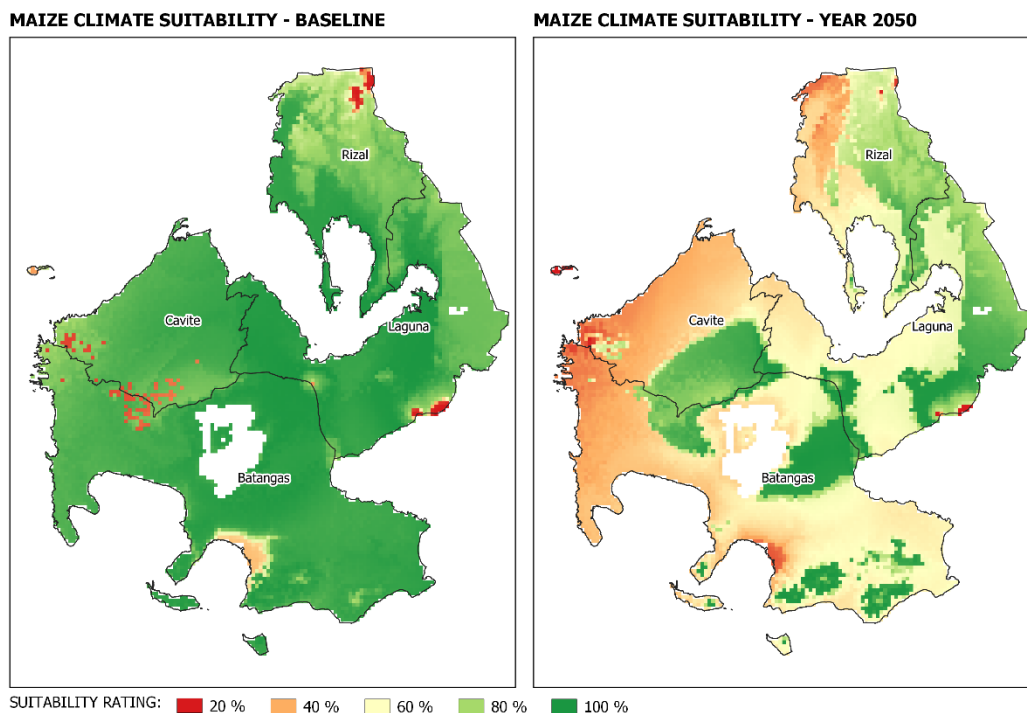 MAIZE CLIMATE SUITABILITY - BASELINE
Rizal
Cavite
Laguna
Batangas
MAIZE CLIMATE SUITABILITY - YEAR 2050
Rizal
Cavite
Laguna
Batangas
SUITABILITY RATING: 20 % 40 % 60 % 80 % 100 %